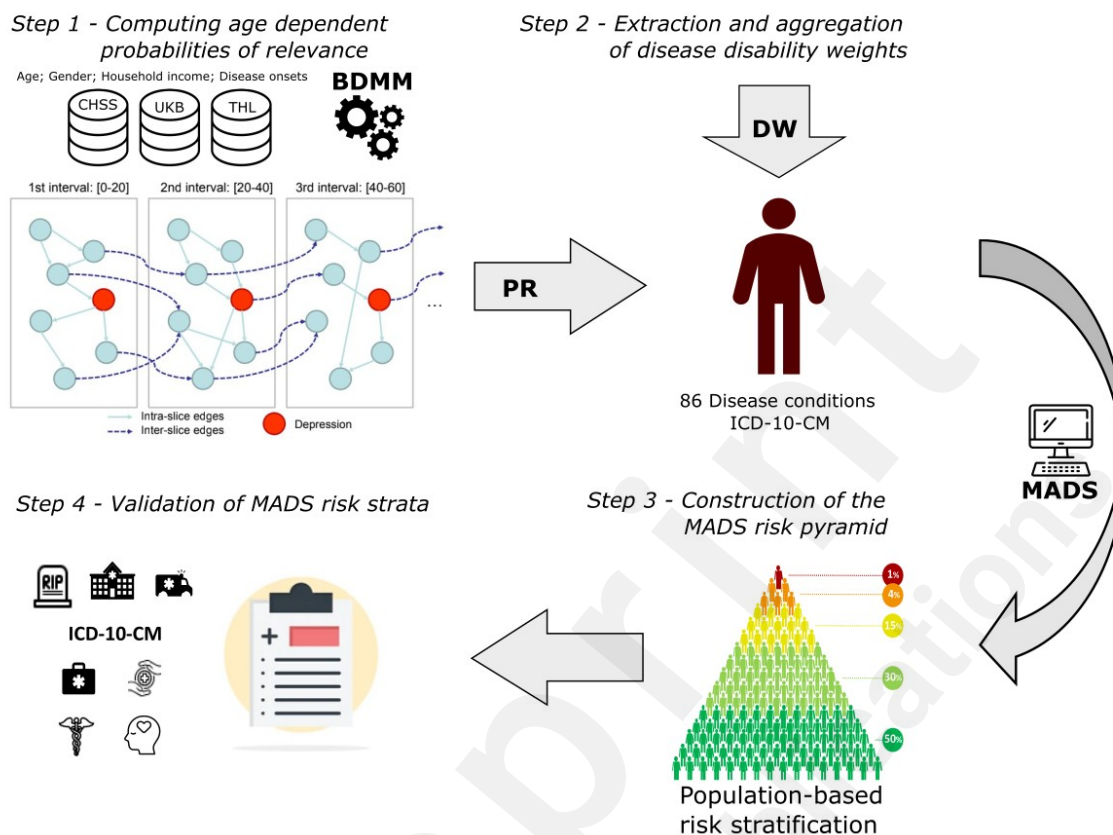 Step 1 - Computing age dependent
probabilities of relevance
Age; Gender; Household income; Disease onsets
CHSS
UKB
THL
BDMM
1st interval: [0-20]
2nd interval: [20-40]
3rd interval: [40-60]
...
Intra-slice edges
Inter-slice edges
Depression
PR
Step 2 - Extraction and aggregation
of disease disability weights
DW
86 Disease conditions
ICD-10-CM
MADS
Step 3 - Construction of the
MADS risk pyramid
1%
4%
15%
30%
50%
Population-based
risk stratification
Step 4 - Validation of MADS risk strata
RIP
ICD-10-CM